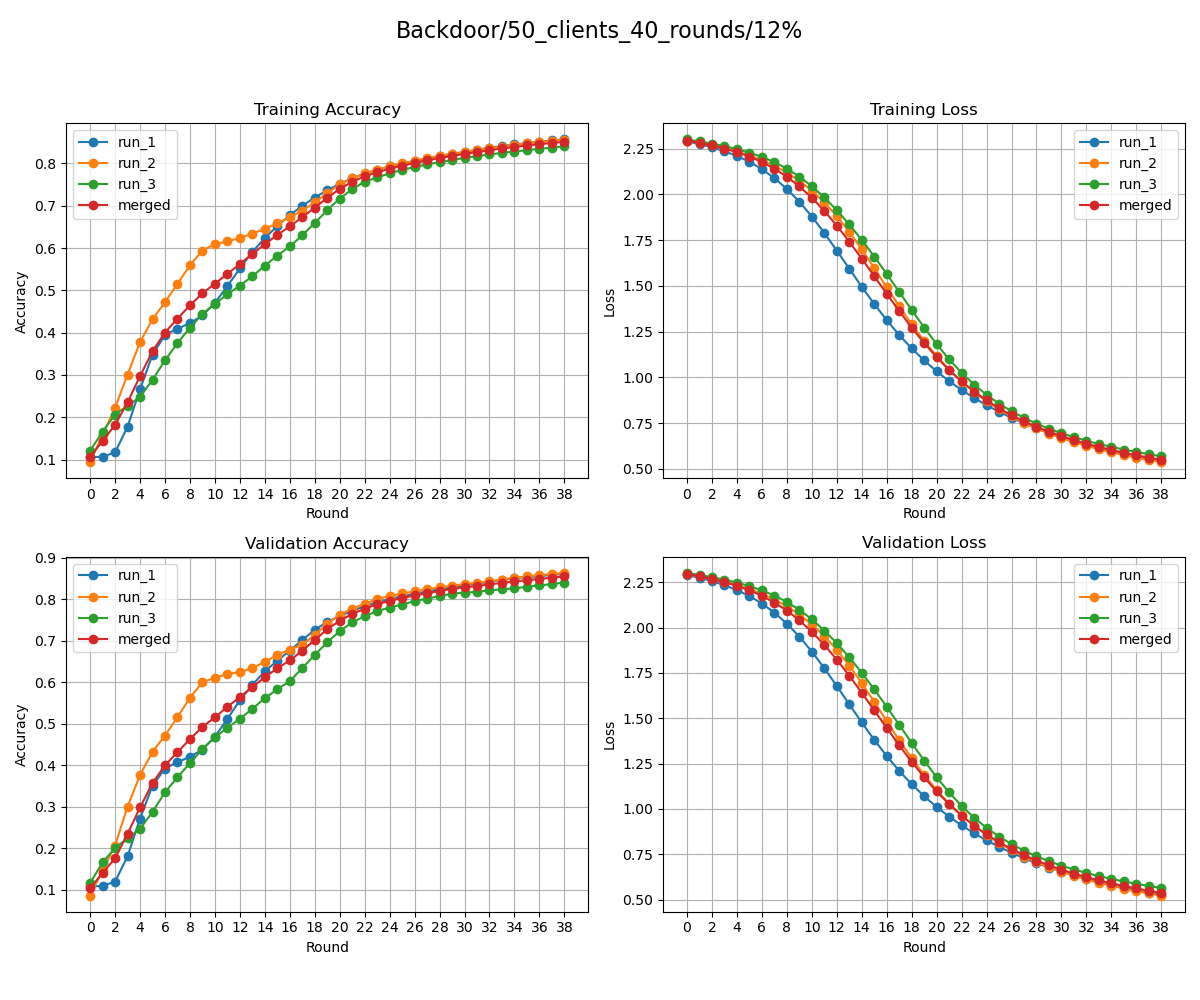 Backdoor/50_clients_40_rounds/12%
Training Accuracy
Accuracy
0.8
0.7
0.6
0.5
0.4
0.3
0.2
0.1
run_1
run_2
run_3
merged
0 2 4 6 8 10 12 14 16 18 20 22 24 26 28 30 32 34 36 38
Round
Training Loss
Loss
2.25
2.00
1.75
1.50
1.25
1.00
0.75
0.50
run_1
run_2
run_3
merged
0 2 4 6 8 10 12 14 16 18 20 22 24 26 28 30 32 34 36 38
Round
Validation Accuracy
Accuracy
0.9
0.8
0.7
0.6
0.5
0.4
0.3
0.2
0.1
run_1
run_2
run_3
merged
0 2 4 6 8 10 12 14 16 18 20 22 24 26 28 30 32 34 36 38
Round
Validation Loss
Loss
2.25
2.00
1.75
1.50
1.25
1.00
0.75
0.50
run_1
run_2
run_3
merged
0 2 4 6 8 10 12 14 16 18 20 22 24 26 28 30 32 34 36 38
Round